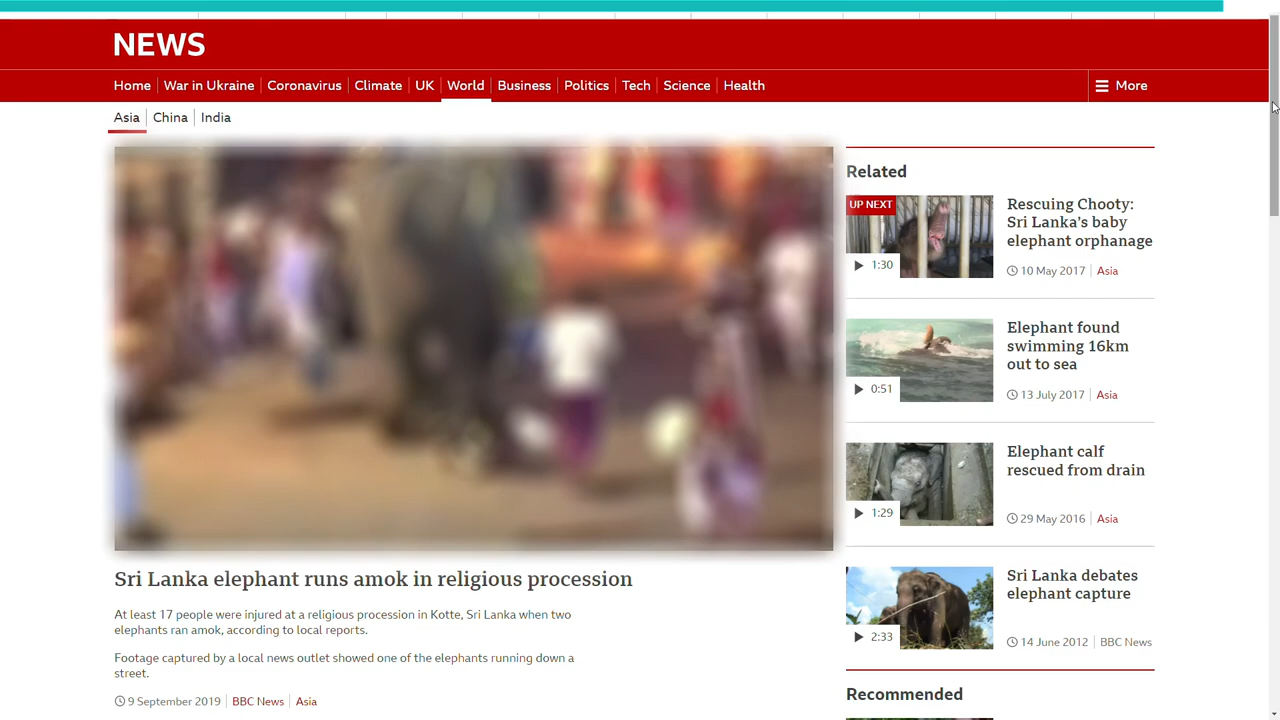 NEWS
Home War in Ukraine Coronavirus Climate UK World Business Politics Tech Science Health More
Asia China India
Sri Lanka elephant runs amok in religious procession
At least 17 people were injured at a religious procession in Kotte, Sri Lanka when two
elephants ran amok, according to local reports.
Footage captured by a local news outlet showed one of the elephants running down a
street.
9 September 2019 BBC News Asia
Related
UP NEXT
1:30
Rescuing Chooty:
Sri Lanka's baby
elephant orphanage
10 May 2017 Asia
0:51
Elephant found
swimming 16km
out to sea
13 July 2017 Asia
1:29
Elephant calf
rescued from drain
29 May 2016 Asia
2:33
Sri Lanka debates
elephant capture
14 June 2012 BBC News
Recommended